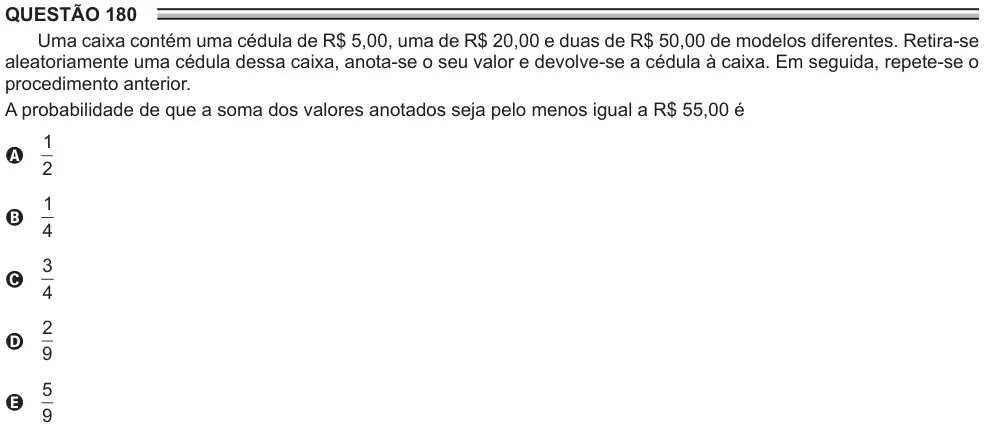 QUESTÃO 180
Uma caixa contém uma cédula de R$ 5,00, uma de R$ 20,00 e duas de R$ 50,00 de modelos diferentes. Retira-se
aleatoriamente uma cédula dessa caixa, anota-se o seu valor e devolve-se a cédula à caixa. Em seguida, repete-se o
procedimento anterior.
A probabilidade de que a soma dos valores anotados seja pelo menos igual a R$ 55,00 é
A 1/2
B 1/4
C 3/4
D 2/9
E 5/9